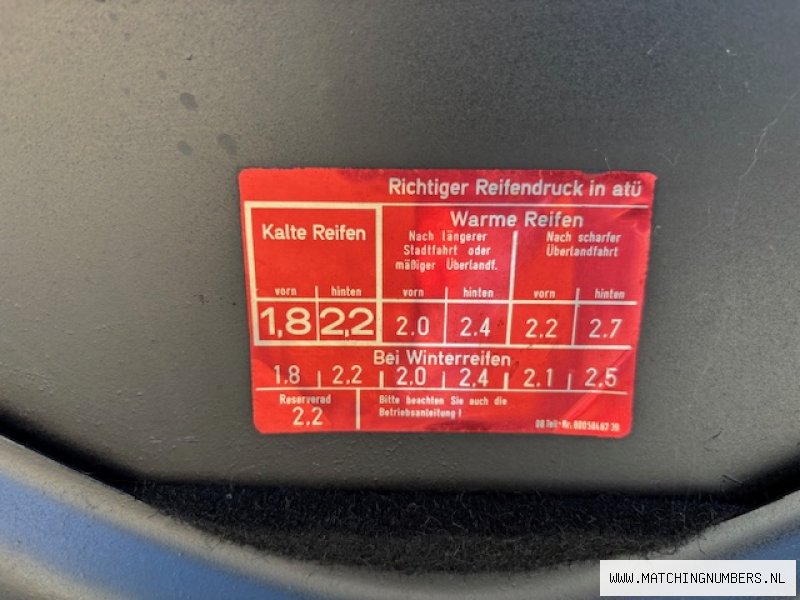 Richtiger Reifendruck in atü
Kalte Reifen
vorn hinten
1,8 2,2
Warme Reifen
Nach längerer
Stadtfahrt oder
mäßiger Überlandf.
vorn hinten
2.0 2.4
Nach scharfer
Überlandfahrt
vorn hinten
2.2 2.7
Bei Winterreifen
1.8 2.2 2.0 2.4 2.1 2.5
Reserverad
2.2
Bitte beachten Sie auch die
Betriebsanleitung!
DB Teil-Nr.
WWW.MATCHINGNUMBERS.NL